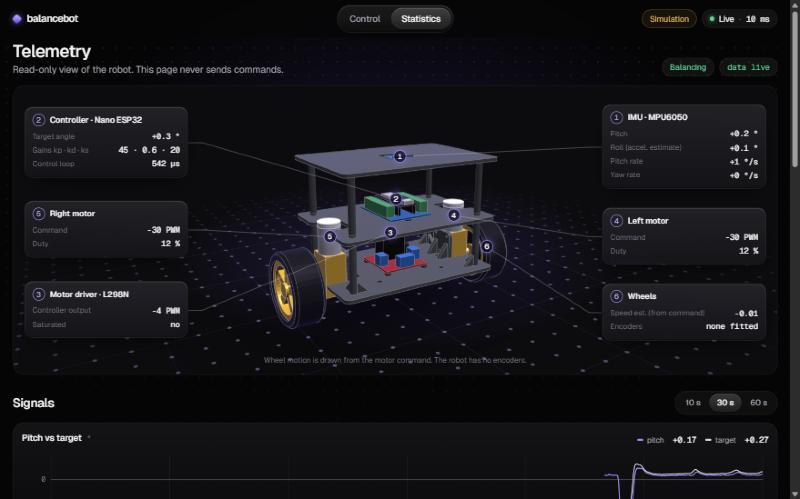 balancebot
Control
Statistics
Simulation
Live · 10 ms
Telemetry
Read-only view of the robot. This page never sends commands.
Balancing
data live
2 Controller · Nano ESP32
Target angle +0.3 °
Gains kp · kd · ks 45 · 0.6 · 20
Control loop 542 µs
1 IMU · MPU6050
Pitch +0.2 °
Roll (accel. estimate) +0.1 °
Pitch rate +1 °/s
Yaw rate +0 °/s
5 Right motor
Command -30 PWM
Duty 12 %
4 Left motor
Command -30 PWM
Duty 12 %
3 Motor driver · L298N
Controller output -4 PWM
Saturated no
6 Wheels
Speed est. (from command) -0.01
Encoders none fitted
1
2
4
3
5
6
Wheel motion is drawn from the motor command. The robot has no encoders.
Signals
10 s
30 s
60 s
Pitch vs target °
pitch +0.17
target +0.27
0